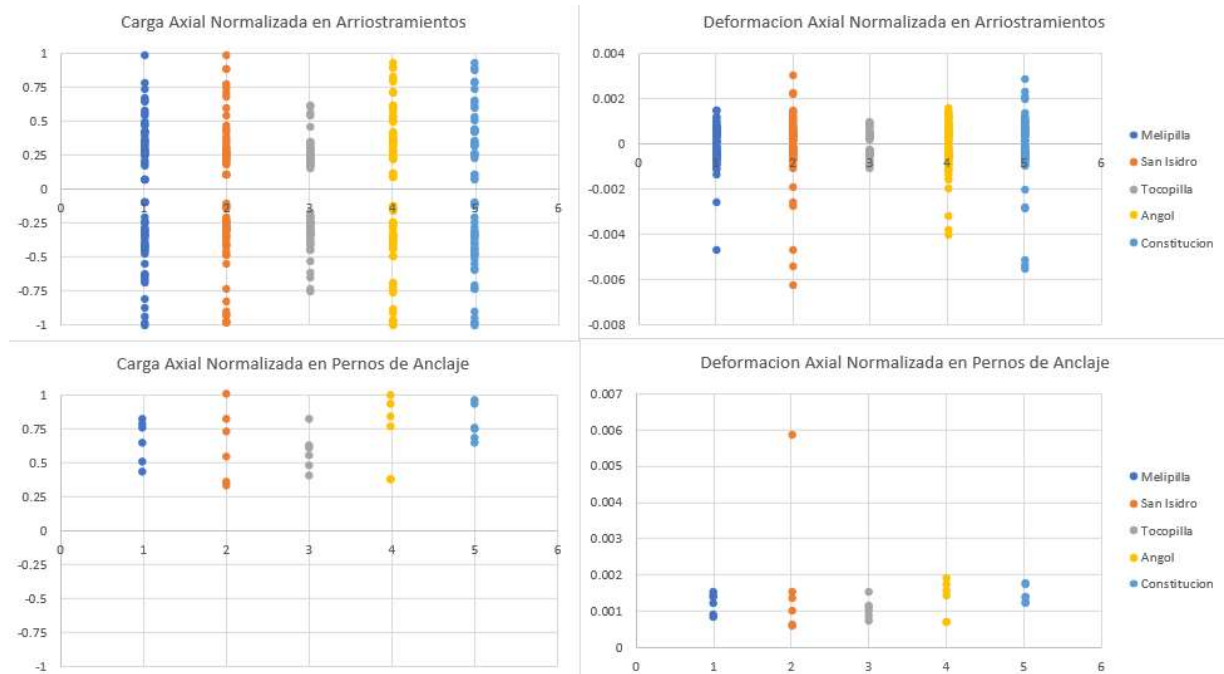 Carga Axial Normalizada en Arriostramientos
1
0.75
0.5
0.25
0
0 1 2 3 4 5 6
-0.25
-0.5
-0.75
-1
Deformacion Axial Normalizada en Arriostramientos
0.004
0.002
0
0 1 2 3 4 5 6
-0.002
-0.004
-0.006
-0.008
Melipilla
San Isidro
Tocopilla
Angol
Constitucion
Carga Axial Normalizada en Pernos de Anclaje
1
0.75
0.5
0.25
0
0 1 2 3 4 5 6
-0.25
-0.5
-0.75
-1
Deformacion Axial Normalizada en Pernos de Anclaje
0.007
0.006
0.005
0.004
0.003
0.002
0.001
0
0 1 2 3 4 5 6
Melipilla
San Isidro
Tocopilla
Angol
Constitucion